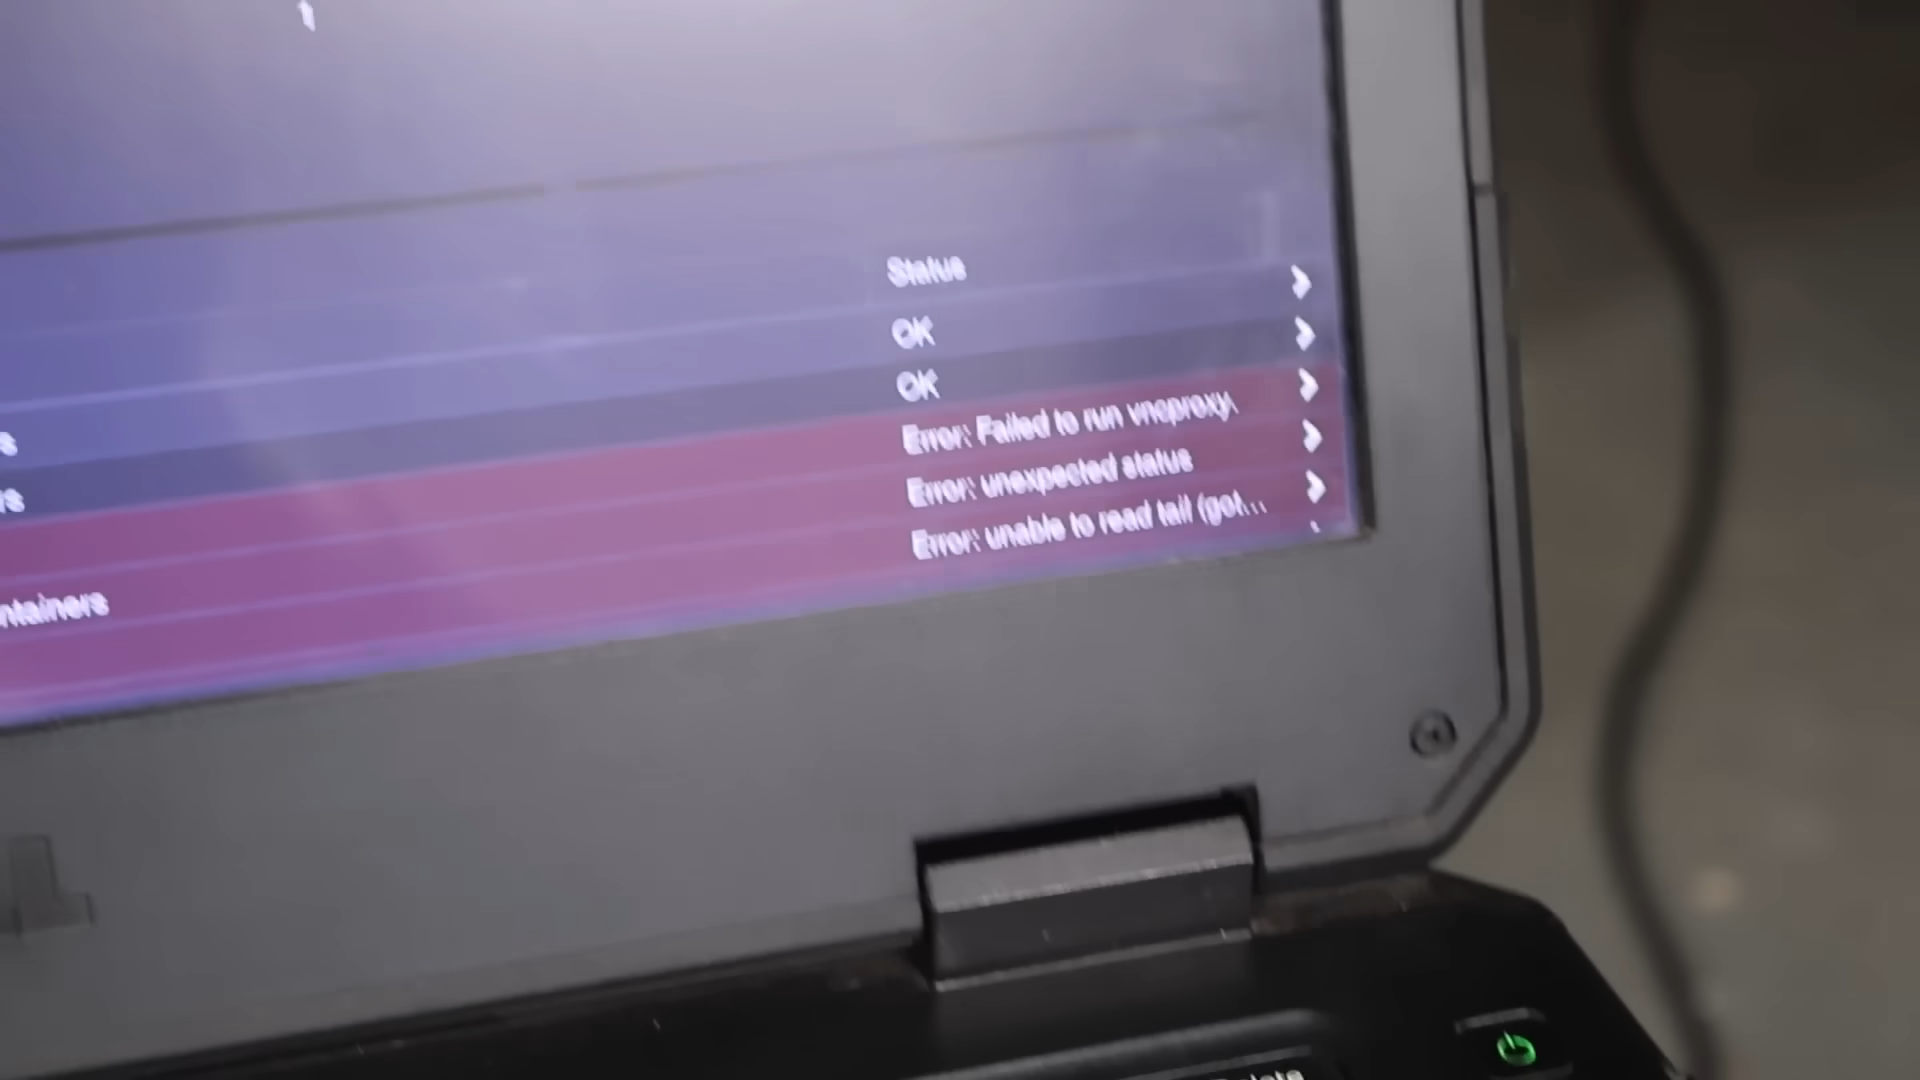 Status
OK
OK
Error: Failed to run vncproxy.
Error: unexpected status
Error: unable to read tail (got...
ntainers